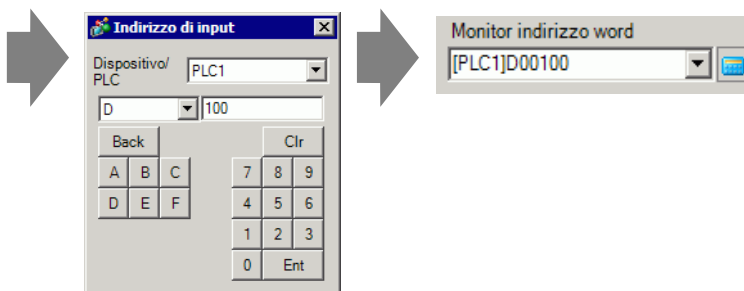 Indirizzo di input
Dispositivo/
PLC
PLC1
D
100
Back
Clr
A B C 7 8 9
D E F 4 5 6
1 2 3
0 Ent
Monitor indirizzo word
[PLC1]D00100